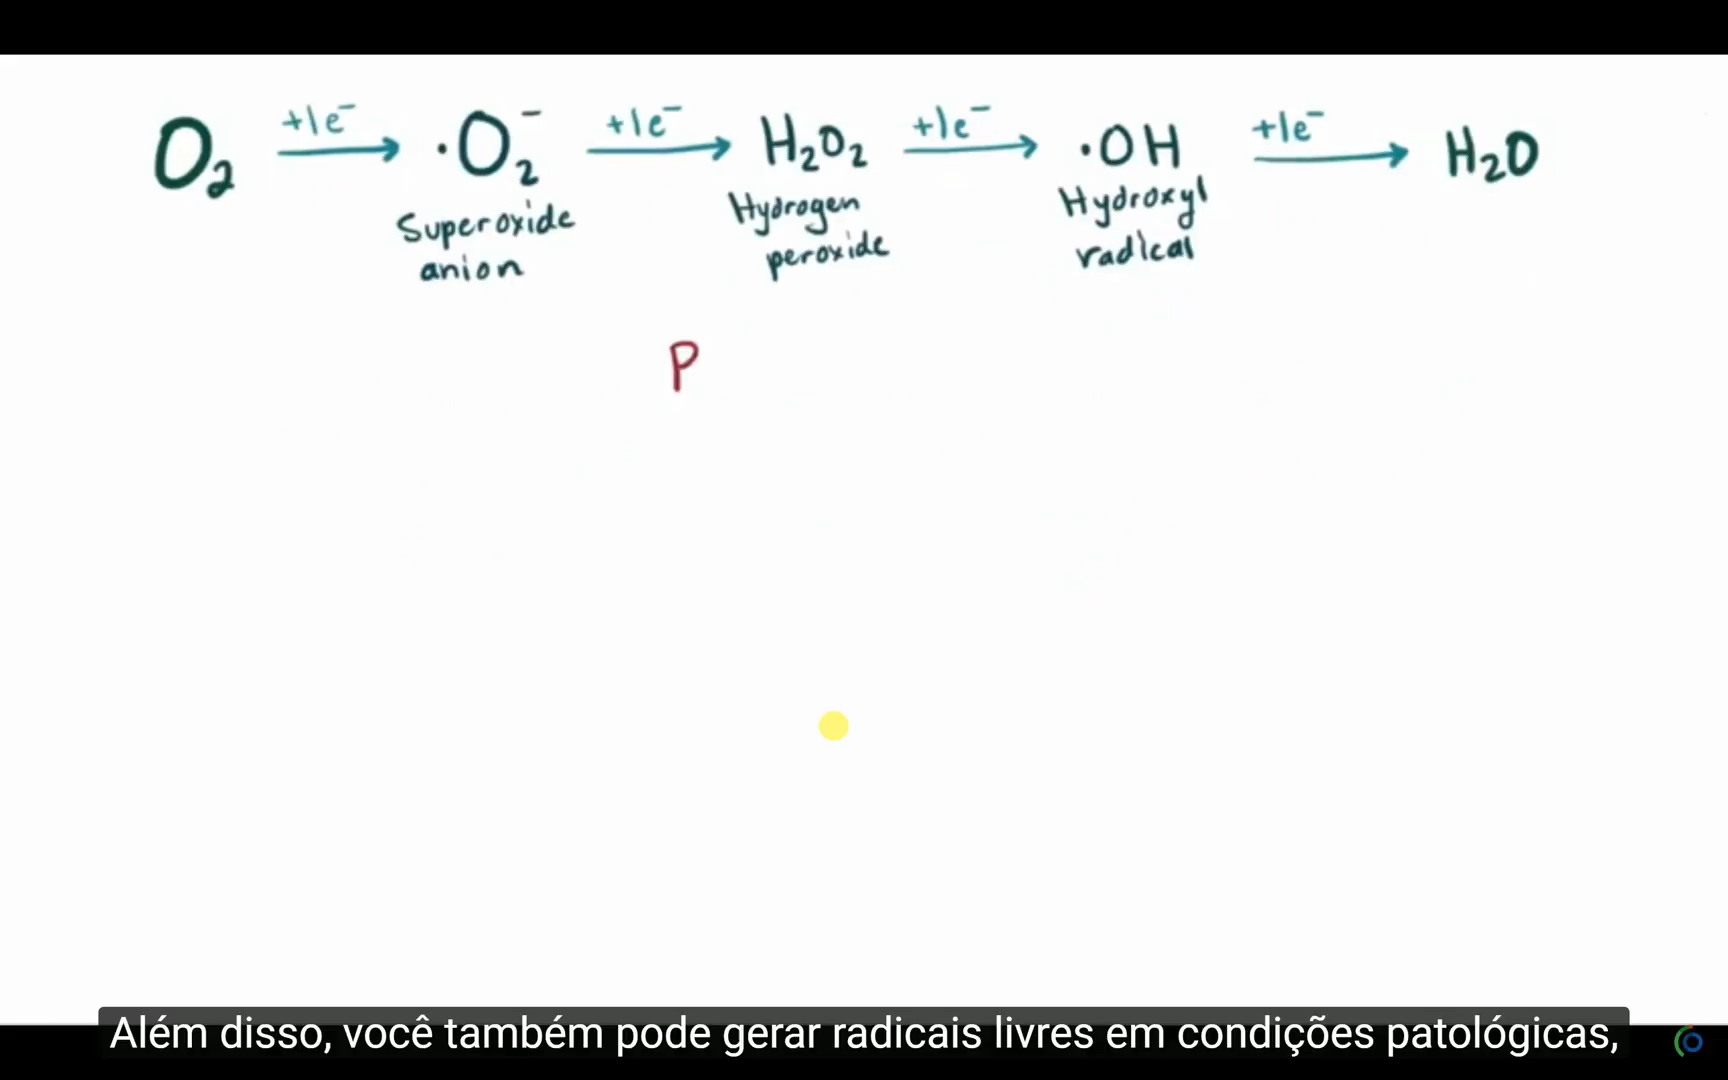 O₂ +1e⁻ → ·O₂⁻ +1e⁻ → H₂O₂ +1e⁻ → ·OH +1e⁻ → H₂O
Superoxide anion
Hydrogen peroxide
Hydroxyl radical
P
Além disso, você também pode gerar radicais livres em condições patológicas,